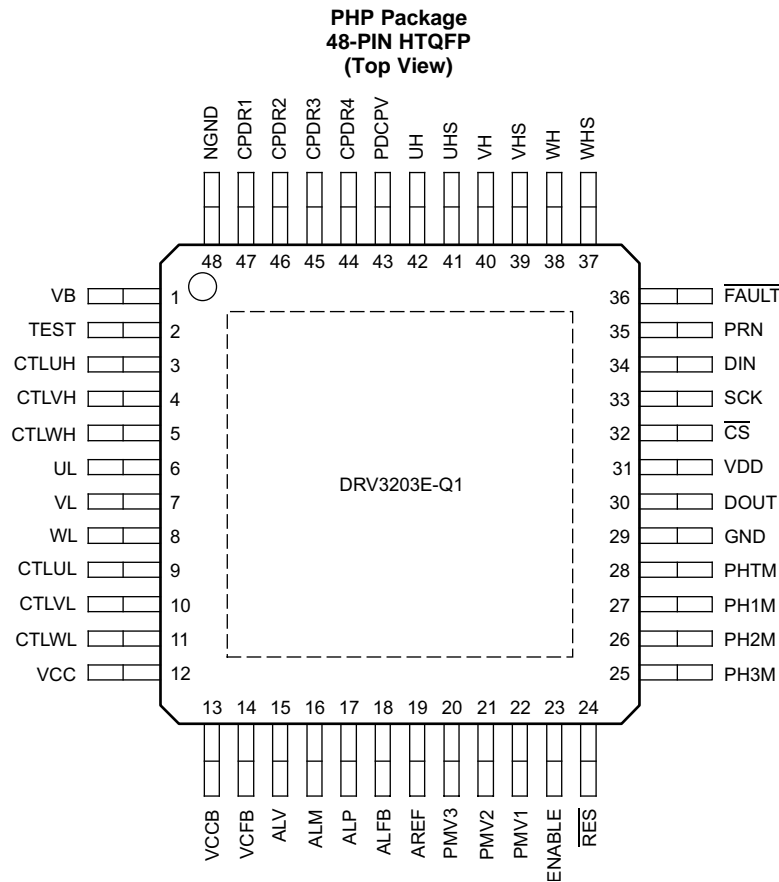 PHP Package
48-PIN HTQFP
(Top View)
NGND
CPDR1
CPDR2
CPDR3
CPDR4
PDCPV
UH
UHS
VH
VHS
WH
WHS
48 47 46 45 44 43 42 41 40 39 38 37
VB 1 36 F̅A̅U̅L̅T̅
TEST 2 35 PRN
CTLUH 3 34 DIN
CTLVH 4 33 SCK
CTLWH 5 32 C̅S̅
UL 6 31 VDD
VL 7 DRV3203E-Q1 30 DOUT
WL 8 29 GND
CTLUL 9 28 PHTM
CTLVL 10 27 PH1M
CTLWL 11 26 PH2M
VCC 12 25 PH3M
13 14 15 16 17 18 19 20 21 22 23 24
VCCB
VCFB
ALV
ALM
ALP
ALFB
AREF
PMV3
PMV2
PMV1
ENABLE
R̅E̅S̅